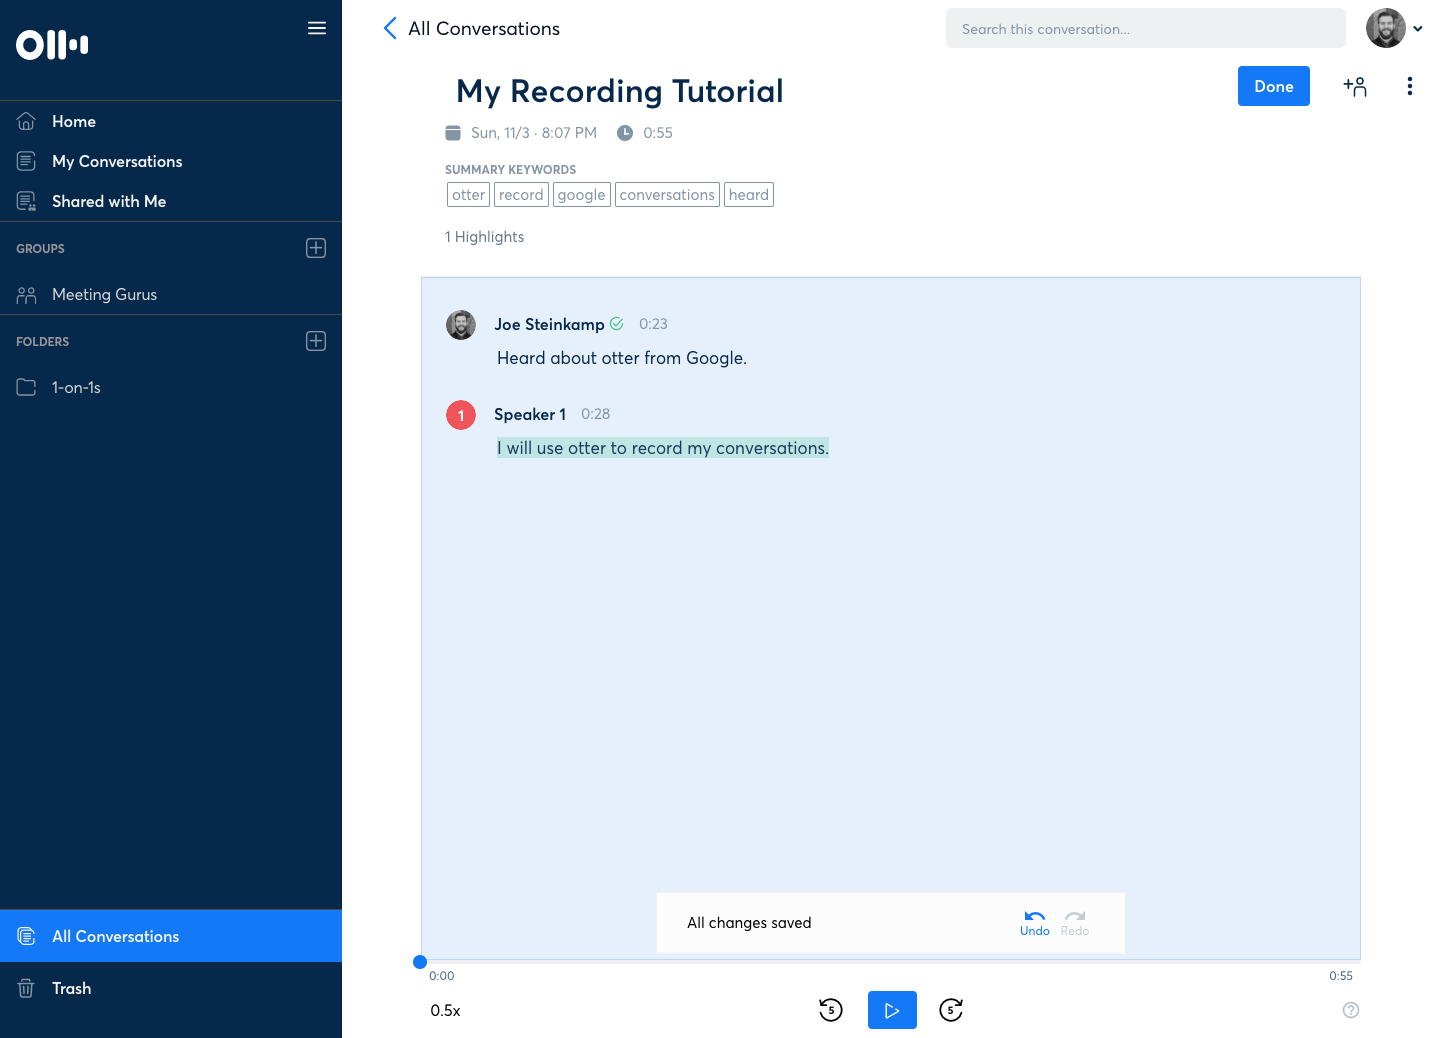 All Conversations
Search this conversation...
My Recording Tutorial
Done
Sun, 11/3 · 8:07 PM 0:55
SUMMARY KEYWORDS
otter record google conversations heard
1 Highlights
Home
My Conversations
Shared with Me
GROUPS
Meeting Gurus
FOLDERS
1-on-1s
All Conversations
Trash
Joe Steinkamp 0:23
Heard about otter from Google.
1 Speaker 1 0:28
I will use otter to record my conversations.
All changes saved
Undo Redo
0:00 0:55
0.5x 5 5 ?